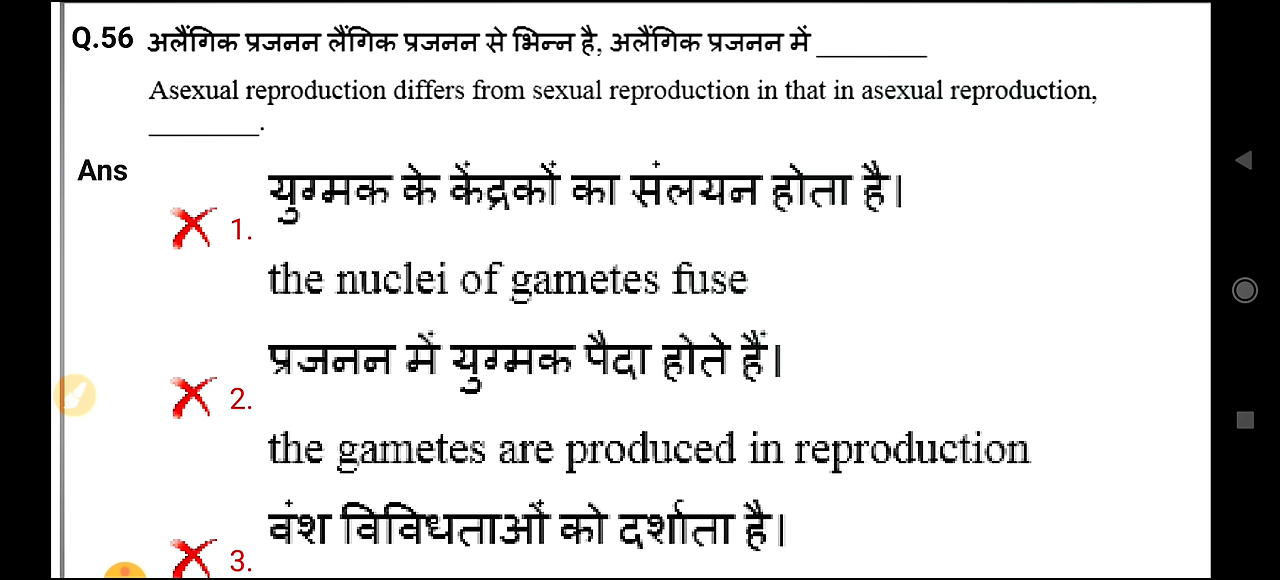 Q.56 अलैंगिक प्रजनन लैंगिक प्रजनन से भिन्न है, अलैंगिक प्रजनन में ________
Asexual reproduction differs from sexual reproduction in that in asexual reproduction,
________.
Ans
युग्मक के केंद्रकों का संलयन होता है।
1.
the nuclei of gametes fuse
प्रजनन में युग्मक पैदा होते हैं।
2.
the gametes are produced in reproduction
वंश विविधताओं को दर्शाता है।
3.